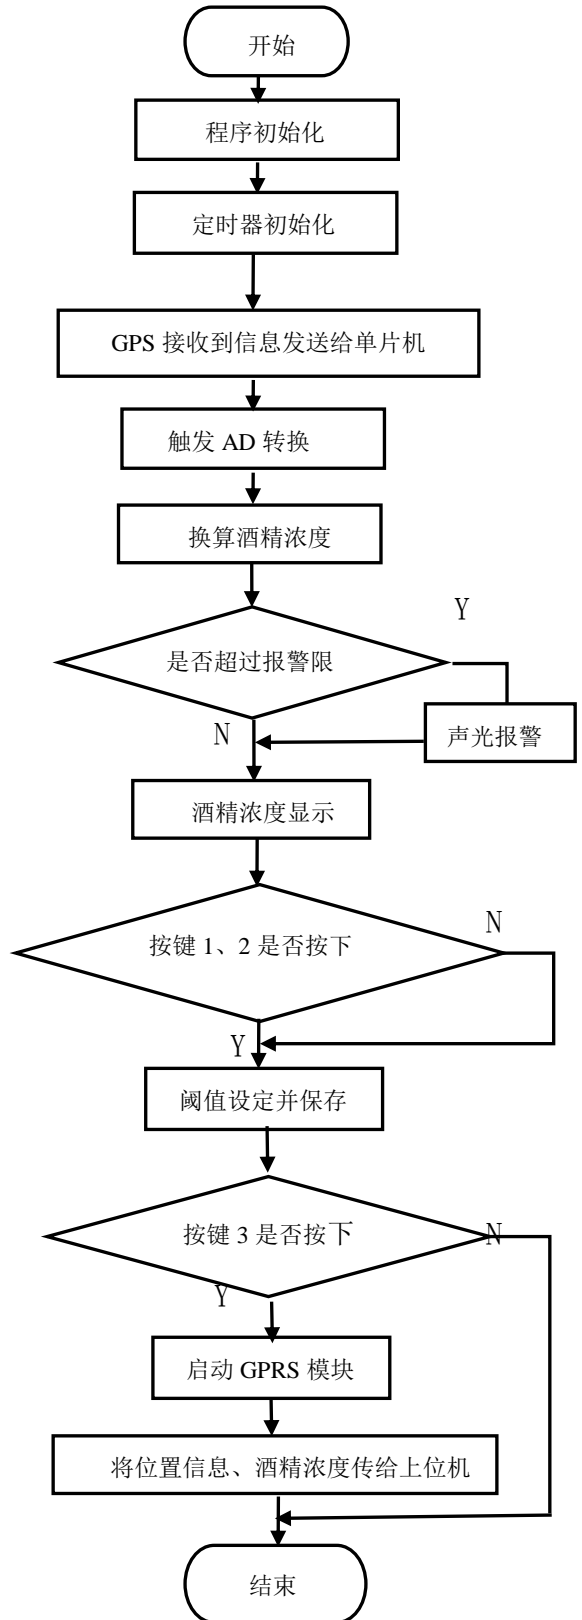 开始
程序初始化
定时器初始化
GPS 接收到信息发送给单片机
触发 AD 转换
换算酒精浓度
Y
是否超过报警限
N
声光报警
酒精浓度显示
N
按键 1、2 是否按下
Y
阈值设定并保存
按键 3 是否按下
N
Y
启动 GPRS 模块
将位置信息、酒精浓度传给上位机
结束